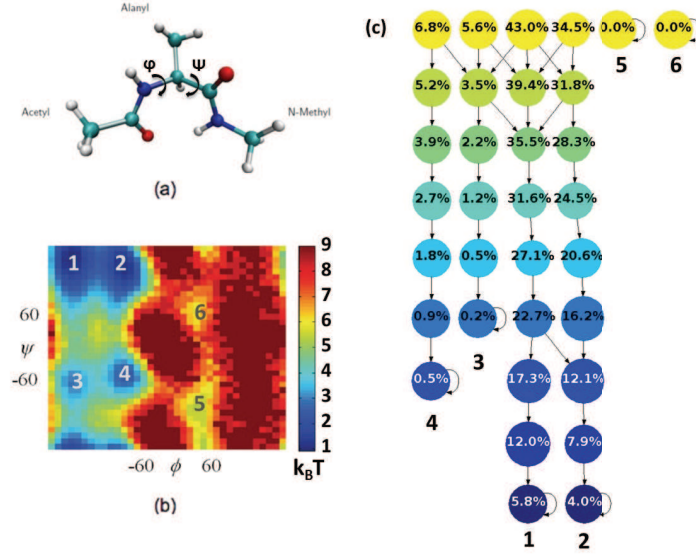 Alanyl
φ
Ψ
Acetyl
N-Methyl
(a)
1 2
6
3 4
5
60
ψ
-60
-60 ϕ 60
9
8
7
6
5
4
3
2
1
k_BT
(b)
(c)
6.8% 5.6% 43.0% 34.5% 0.0% 0.0%
5 6
5.2% 3.5% 39.4% 31.8%
3.9% 2.2% 35.5% 28.3%
2.7% 1.2% 31.6% 24.5%
1.8% 0.5% 27.1% 20.6%
0.9% 0.2% 22.7% 16.2%
3
0.5% 17.3% 12.1%
4
12.0% 7.9%
5.8% 4.0%
1 2